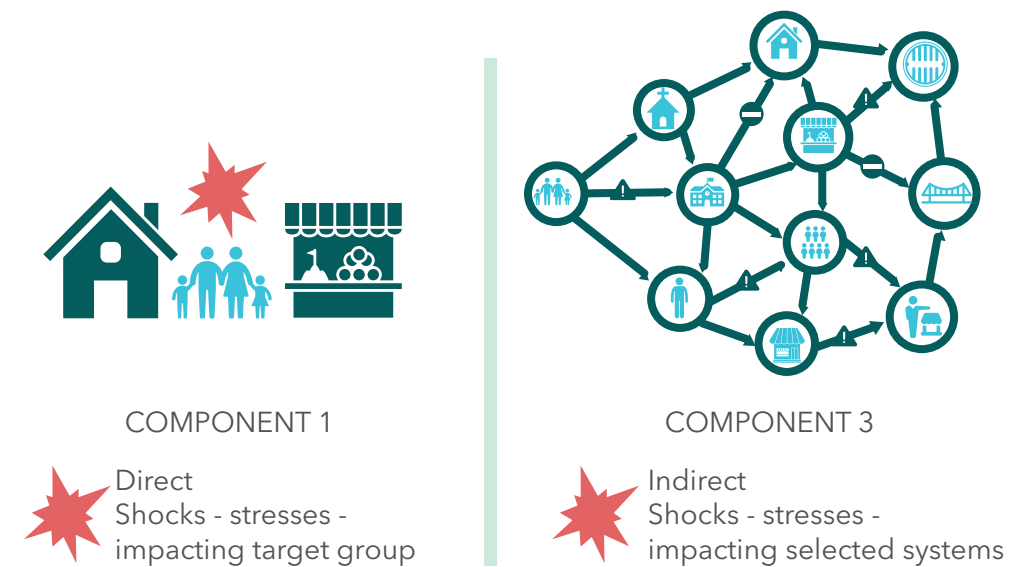 COMPONENT 1
Direct
Shocks - stresses -
impacting target group
COMPONENT 3
Indirect
Shocks - stresses -
impacting selected systems